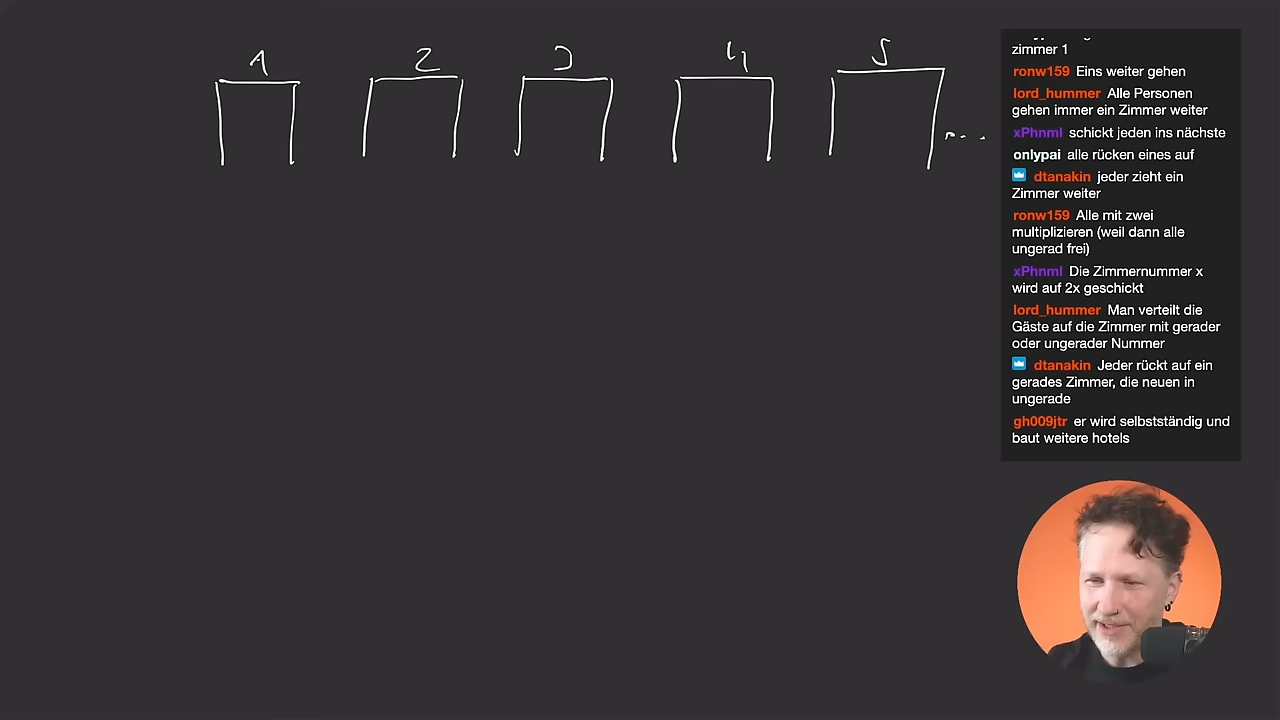 1 2 3 4 5 ...
zimmer 1
ronw159 Eins weiter gehen
lord_hummer Alle Personen
gehen immer ein Zimmer weiter
xPhnml schickt jeden ins nächste
onlypai alle rücken eines auf
dtanakin jeder zieht ein
Zimmer weiter
ronw159 Alle mit zwei
multiplizieren (weil dann alle
ungerad frei)
xPhnml Die Zimmernummer x
wird auf 2x geschickt
lord_hummer Man verteilt die
Gäste auf die Zimmer mit gerader
oder ungerader Nummer
dtanakin Jeder rückt auf ein
gerades Zimmer, die neuen in
ungerade
gh009jtr er wird selbstständig und
baut weitere hotels